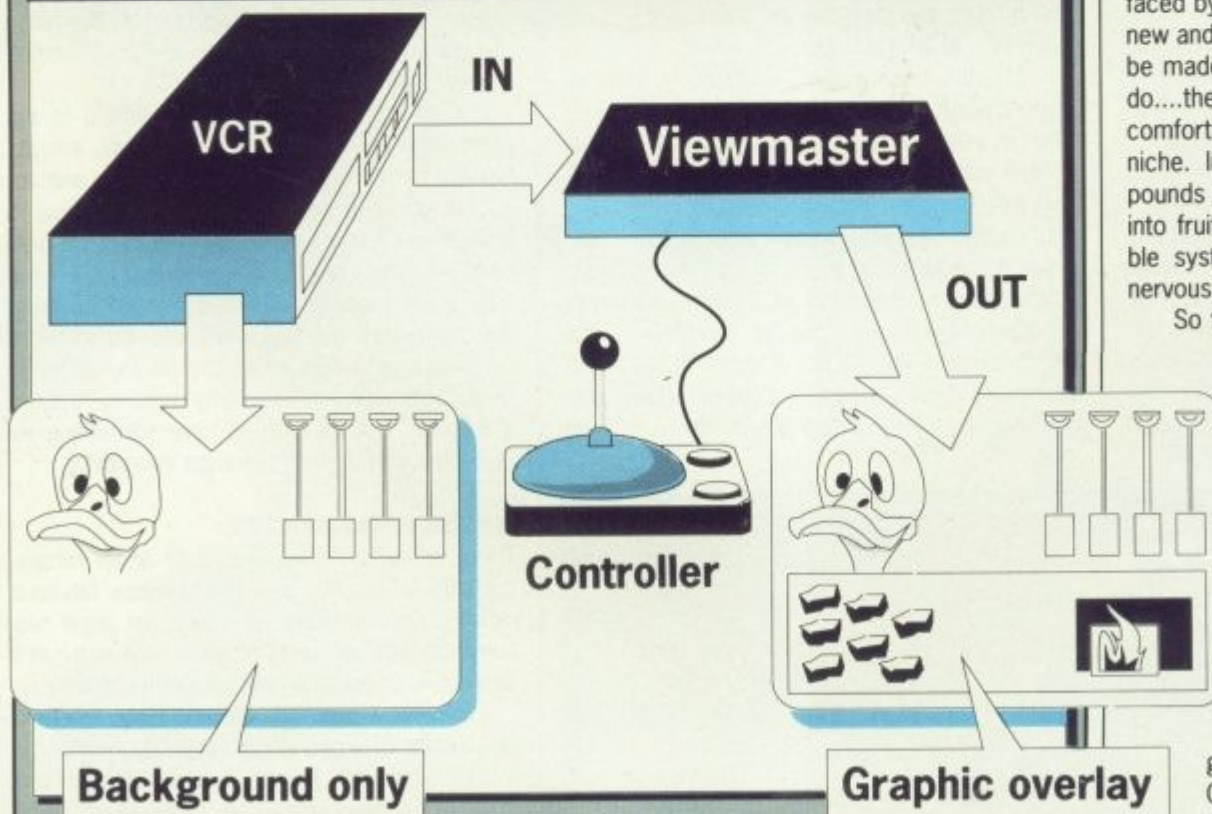 VCR
IN
Viewmaster
OUT
Controller
Background only
Graphic overlay
faced by
new and
be made
do....the
comfort
niche. I
pounds
into frui
ble syst
nervous
So